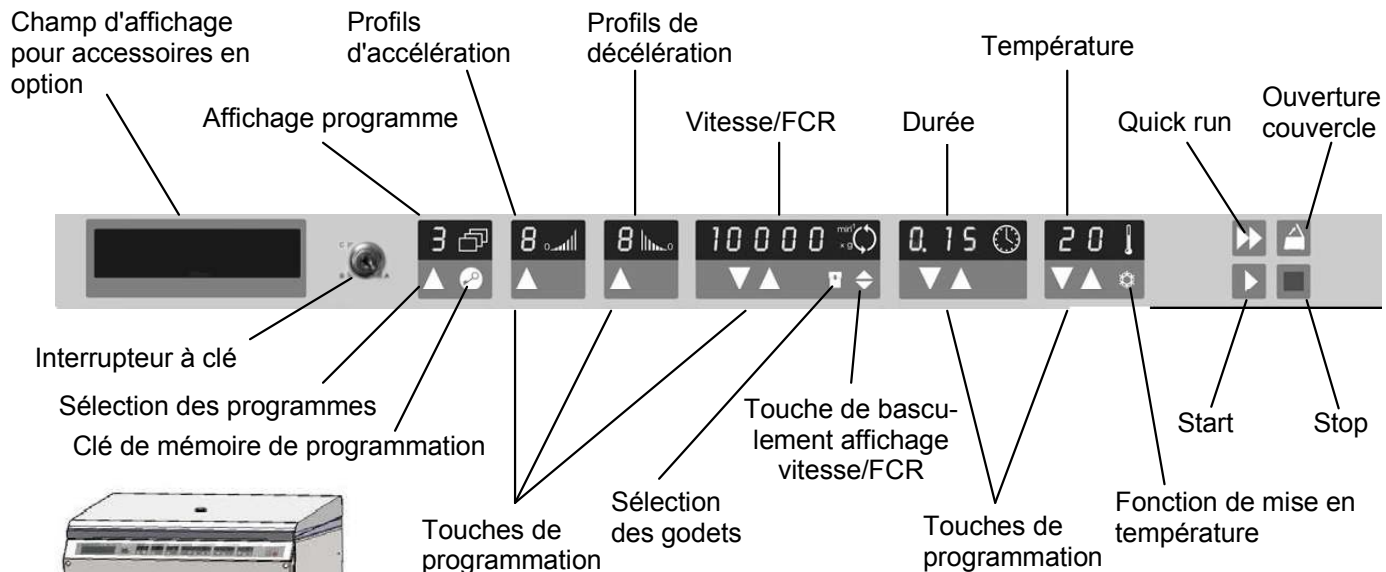 Champ d'affichage
pour accessoires en
option
Profils
d'accélération
Profils de
décélération
Température
Affichage programme
Vitesse/FCR
Durée
Quick run
Ouverture
couvercle
3
8
8
10000 min¹
x g
0.15
20
Interrupteur à clé
Sélection des programmes
Clé de mémoire de programmation
Touches de
programmation
Sélection
des godets
Touche de bascu-
lement affichage
vitesse/FCR
Touches de
programmation
Fonction de mise en
température
Start
Stop